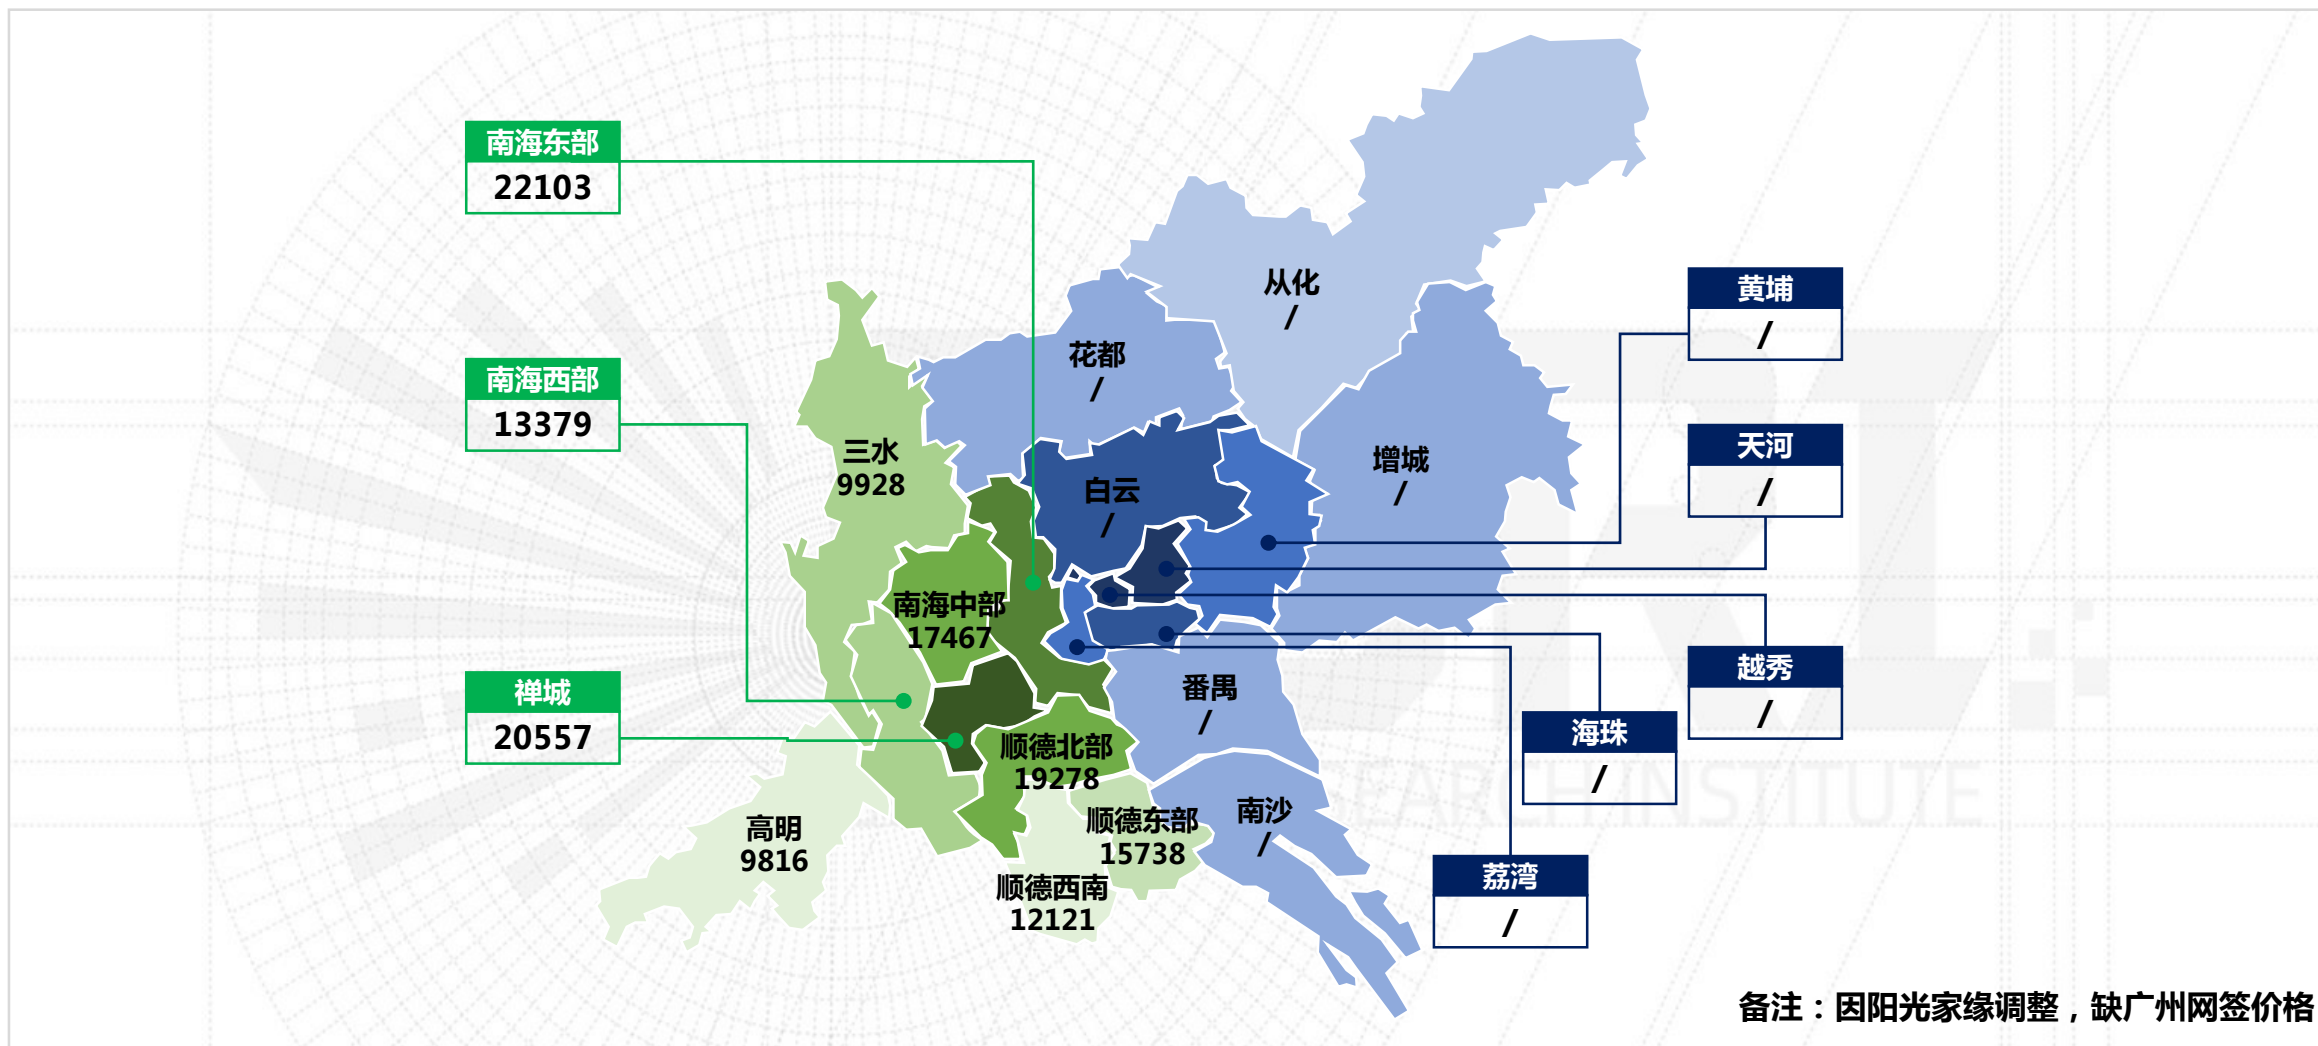 南海东部
22103
南海西部
13379
禅城
20557
从化
/
花都
/
三水
9928
白云
/
增城
/
南海中部
17467
番禺
/
顺德北部
19278
顺德东部
15738
南沙
/
高明
9816
顺德西南
12121
黄埔
/
天河
/
越秀
/
海珠
/
荔湾
/
备注：因阳光家缘调整，缺广州网签价格